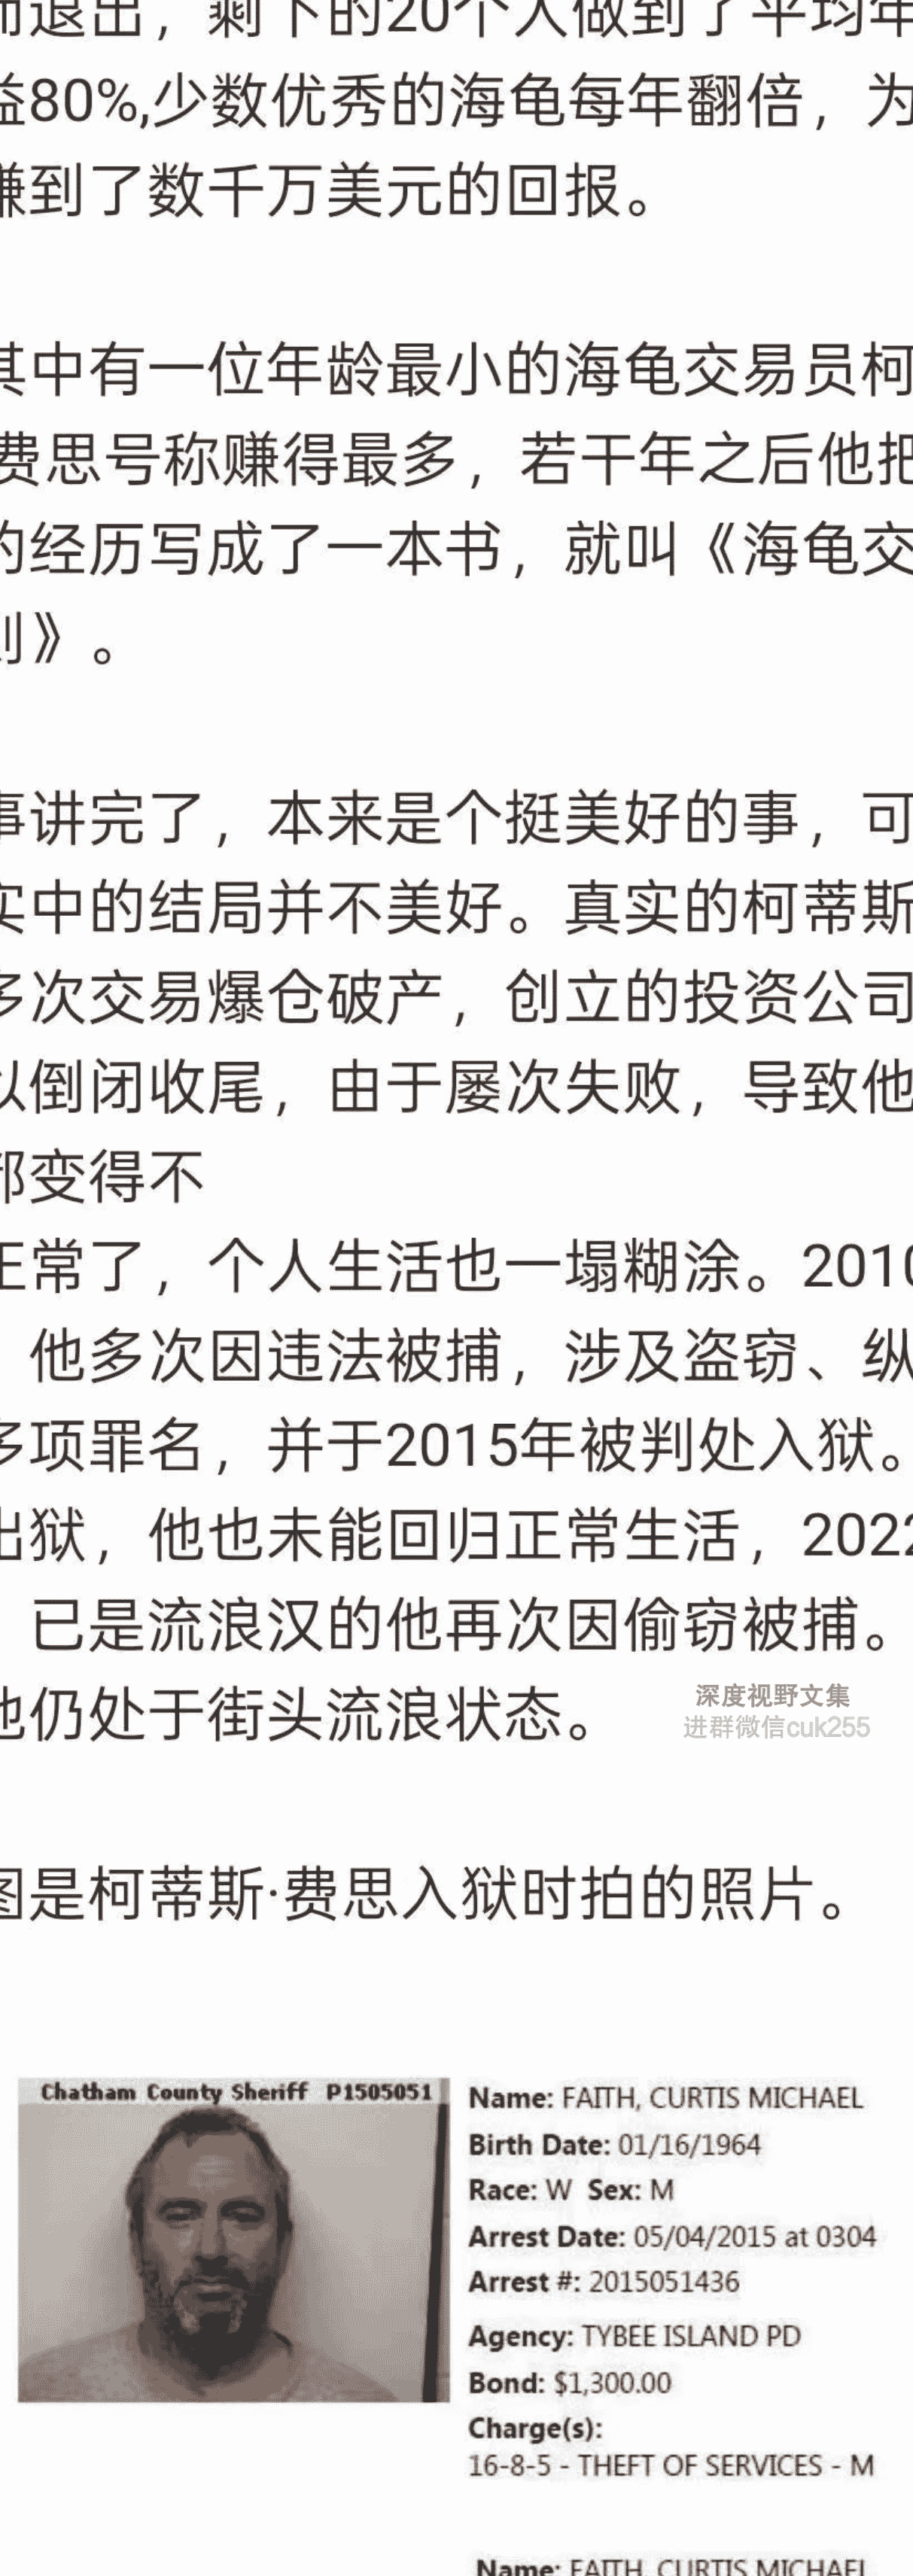 而退出，剩下的20个人做到了平均年
益80%,少数优秀的海龟每年翻倍，为
赚到了数千万美元的回报。
其中有一位年龄最小的海龟交易员柯
费思号称赚得最多，若干年之后他把
的经历写成了一本书，就叫《海龟交
则》。
事讲完了，本来是个挺美好的事，可
实中的结局并不美好。真实的柯蒂斯
多次交易爆仓破产，创立的投资公司
以倒闭收尾，由于屡次失败，导致他
都变得不
正常了，个人生活也一塌糊涂。2010
他多次因违法被捕，涉及盗窃、纵
多项罪名，并于2015年被判处入狱。
出狱，他也未能回归正常生活，2022
已是流浪汉的他再次因偷窃被捕。
他仍处于街头流浪状态。
深度视野文集
进群微信cuk255
图是柯蒂斯·费思入狱时拍的照片。
Chatham County Sheriff P1505051
Name: FAITH, CURTIS MICHAEL
Birth Date: 01/16/1964
Race: W Sex: M
Arrest Date: 05/04/2015 at 0304
Arrest #: 2015051436
Agency: TYBEE ISLAND PD
Bond: $1,300.00
Charge(s):
16-8-5 - THEFT OF SERVICES - M
Name: FAITH, CURTIS MICHAEL